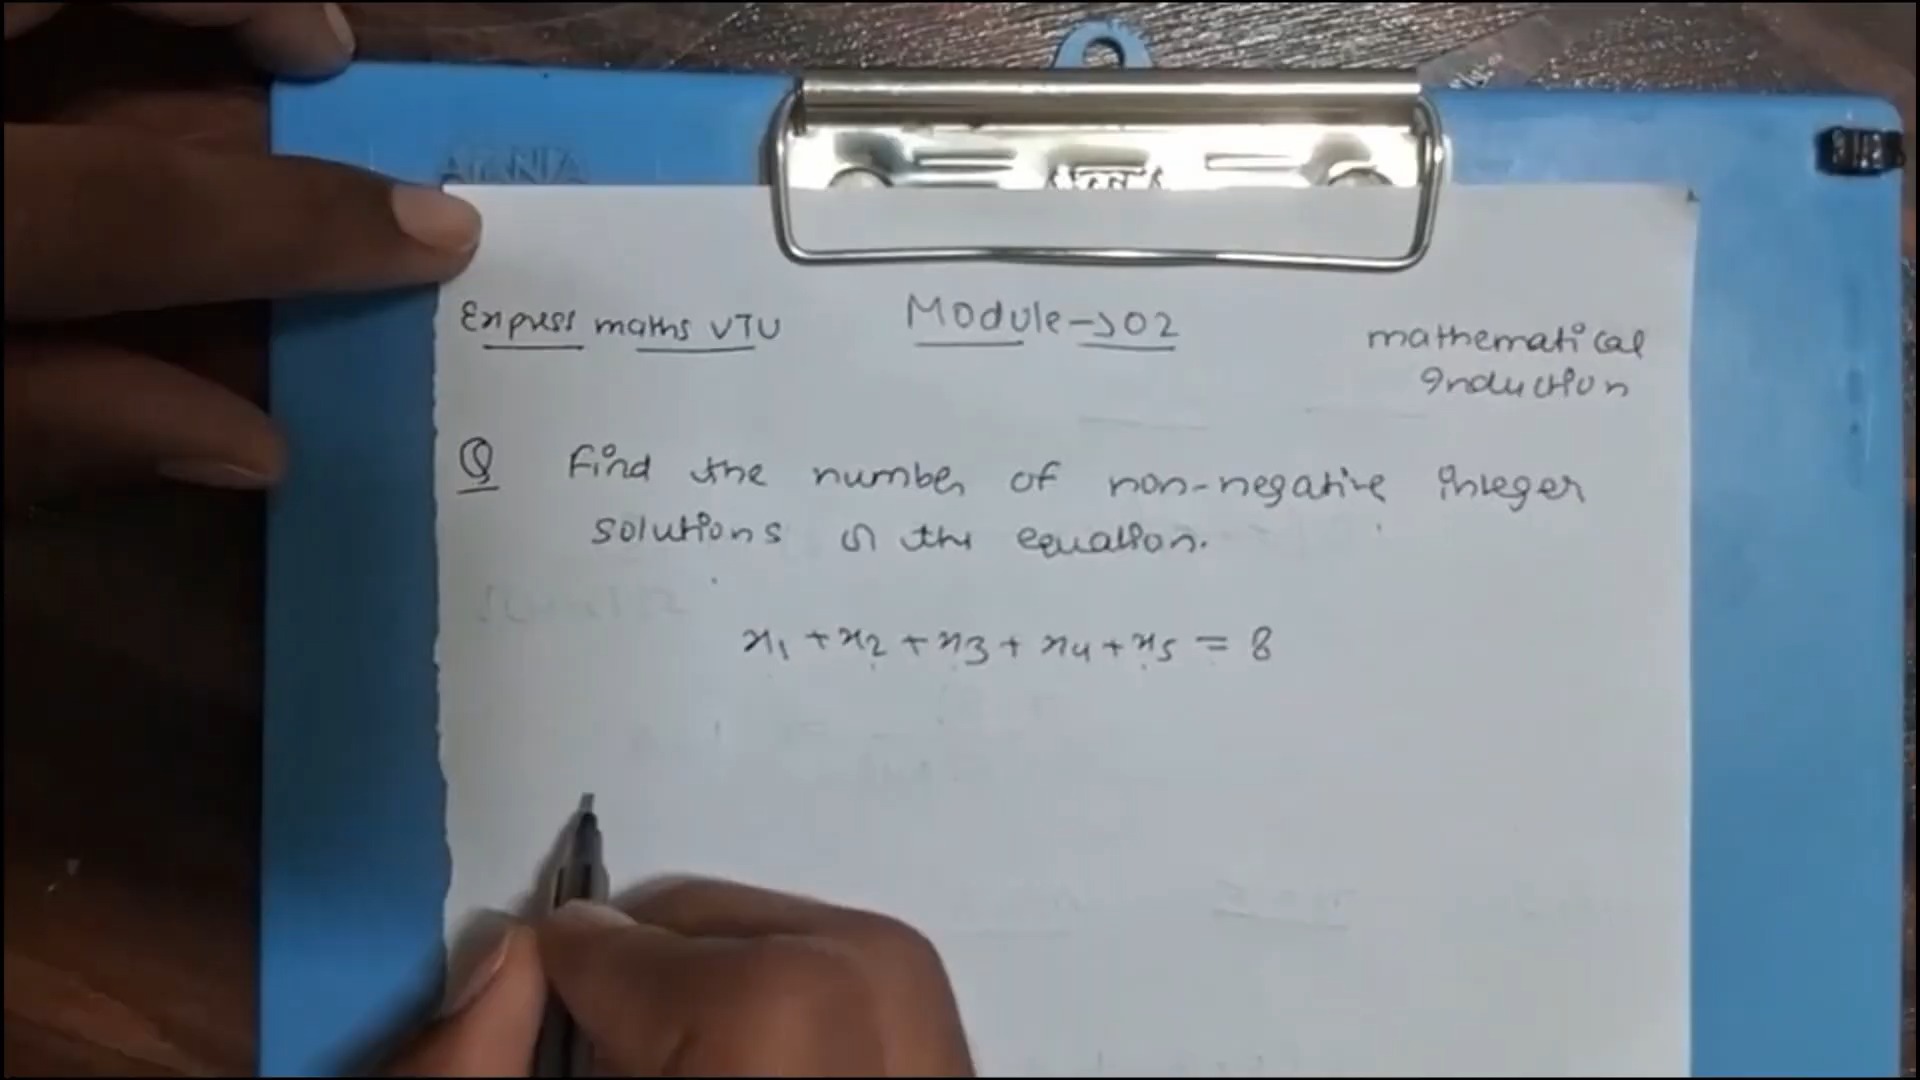 Express maths VTU
Module → 02
mathematical
Induction
Q Find the number of non-negative integer
solutions of the equation.
x1 + x2 + x3 + x4 + x5 = 8